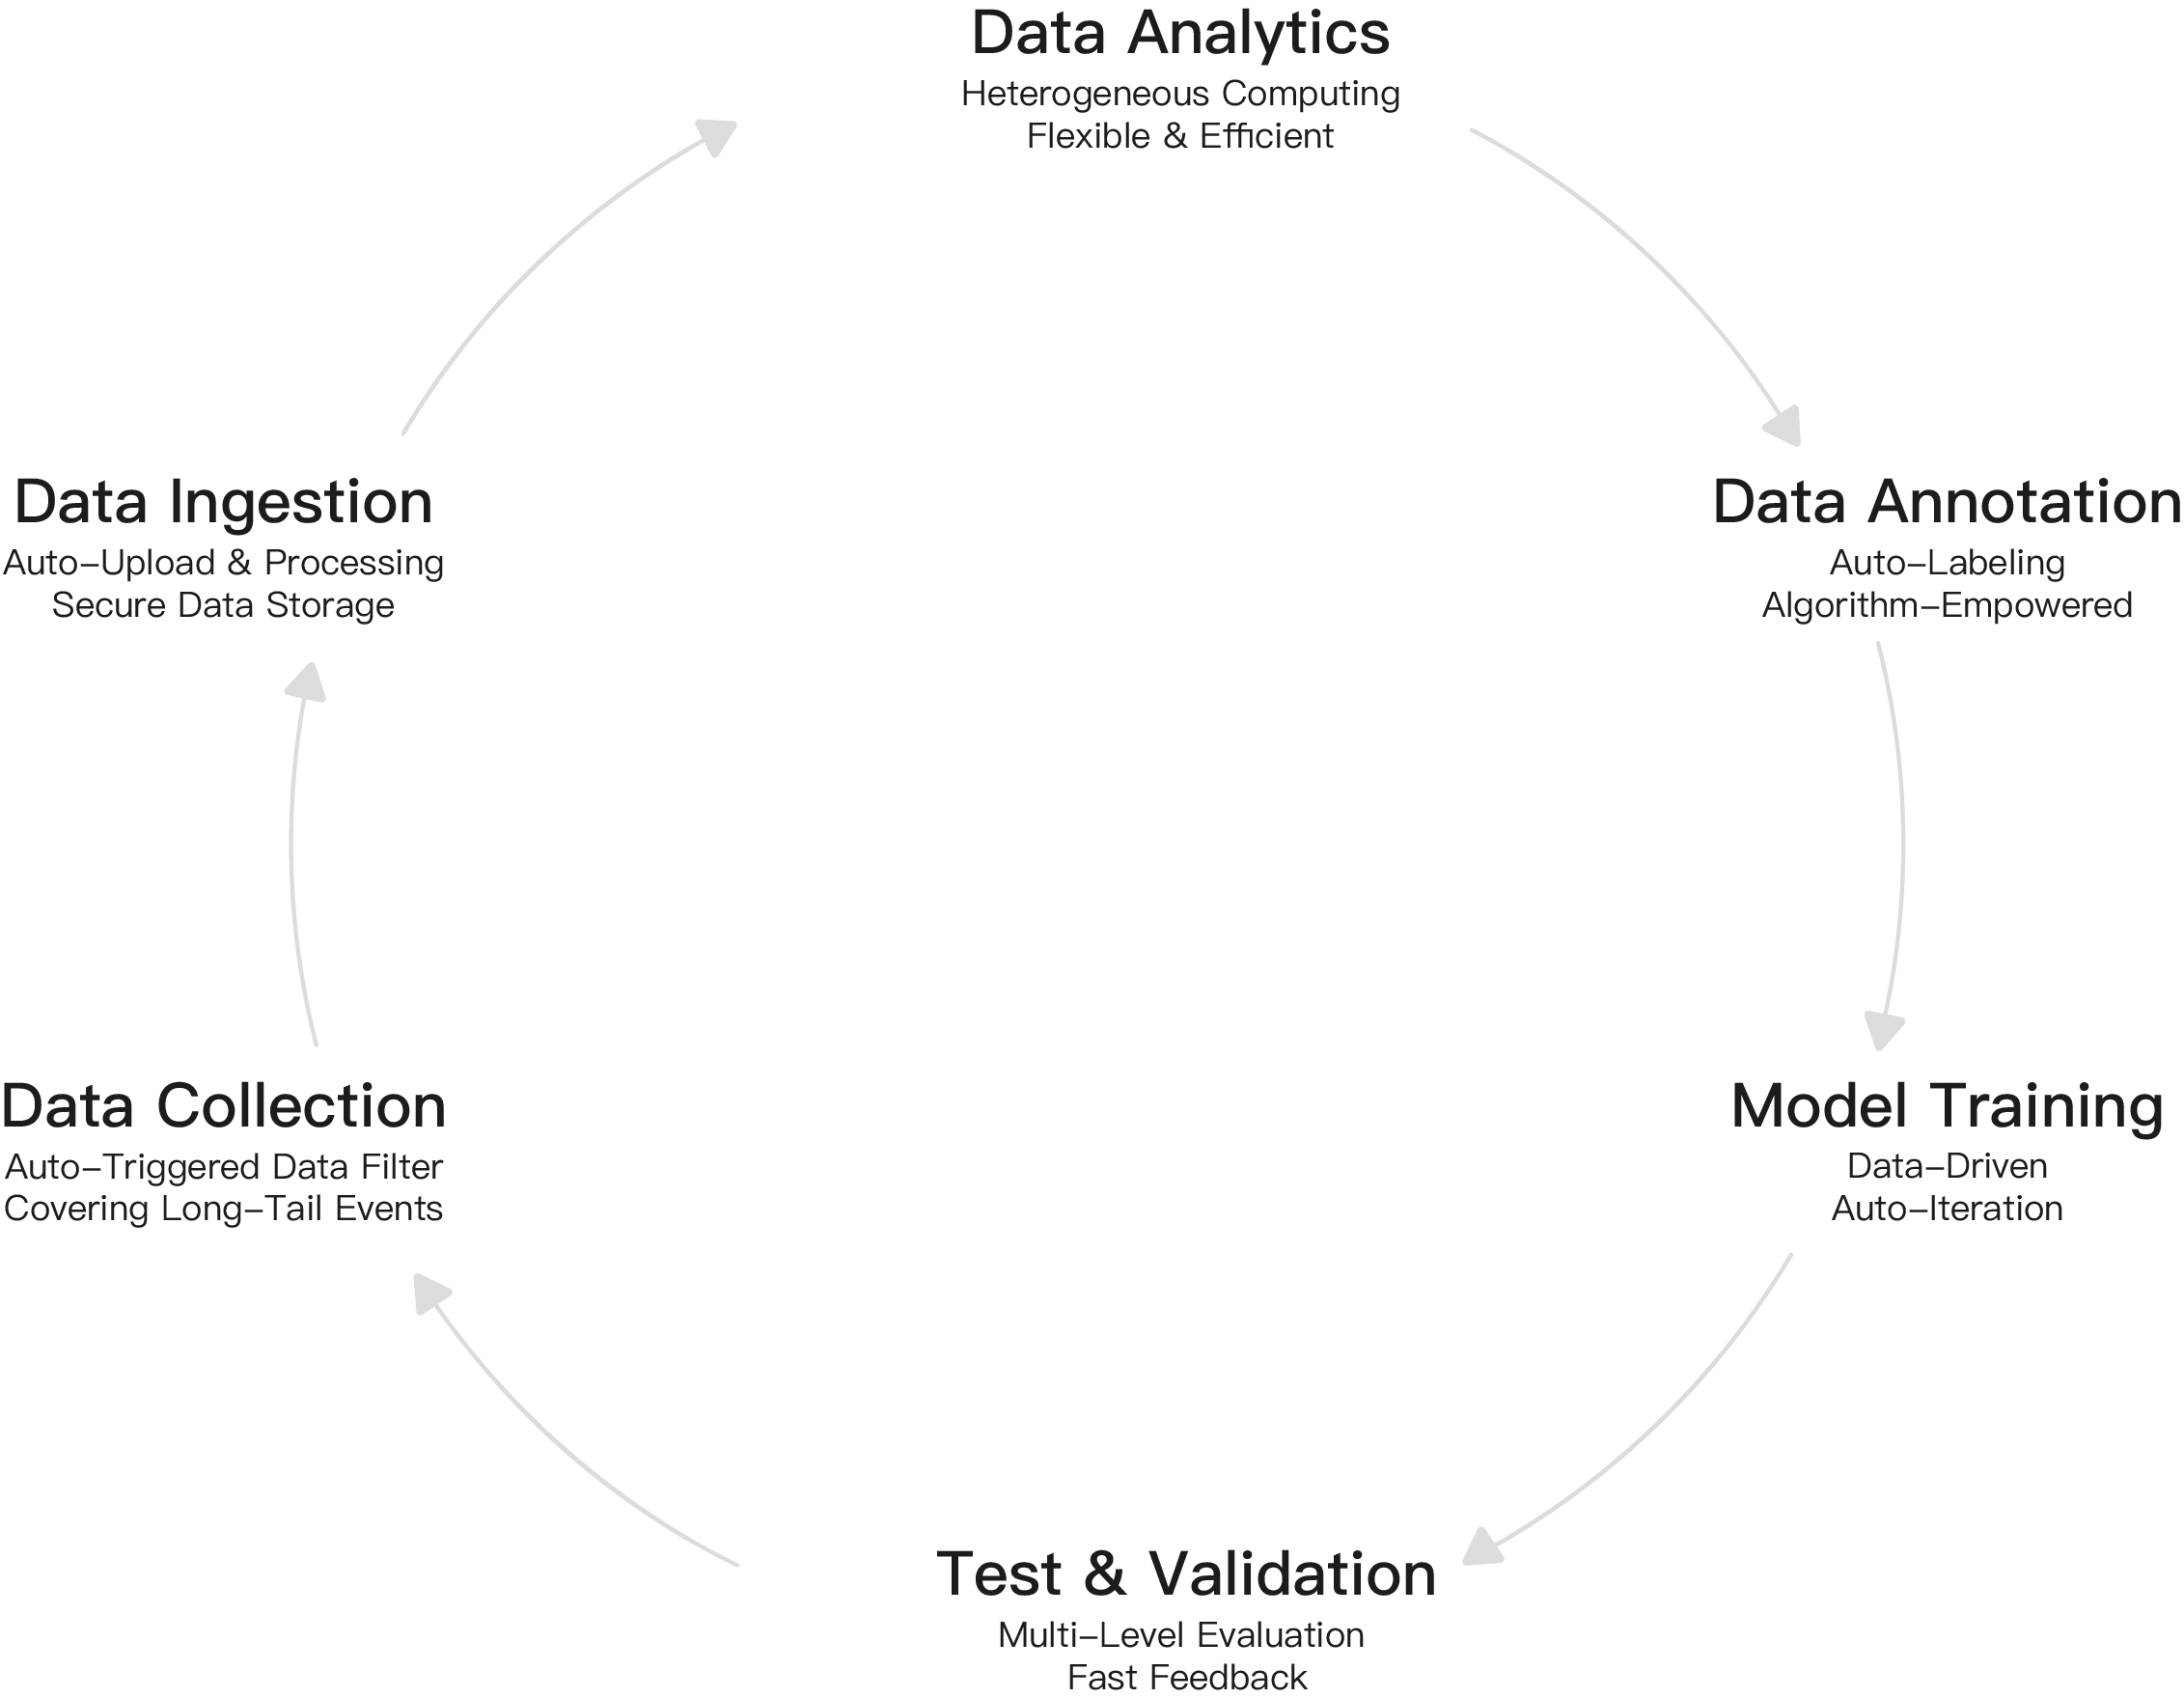 Data Analytics
Heterogeneous Computing
Flexible & Efficient
Data Ingestion
Auto–Upload & Processing
Secure Data Storage
Data Annotation
Auto–Labeling
Algorithm–Empowered
Data Collection
Auto–Triggered Data Filter
Covering Long–Tail Events
Model Training
Data–Driven
Auto–Iteration
Test & Validation
Multi–Level Evaluation
Fast Feedback